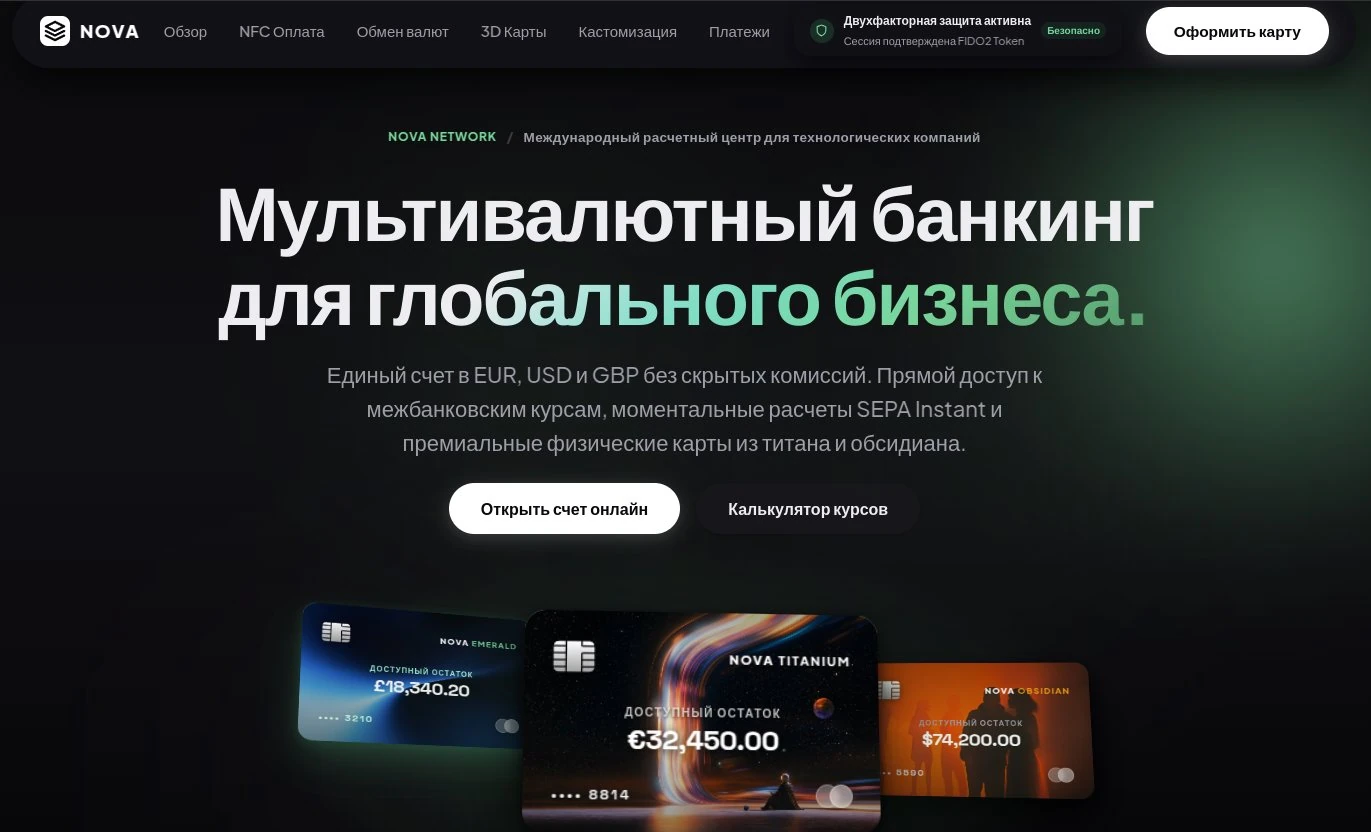 NOVA
Обзор
NFC Оплата
Обмен валют
3D Карты
Кастомизация
Платежи
Двухфакторная защита активна
Сессия подтверждена FIDO2 Token
Безопасно
Оформить карту
NOVA NETWORK / Международный расчетный центр для технологических компаний
Мультивалютный банкинг
для глобального бизнеса.
Единый счет в EUR, USD и GBP без скрытых комиссий. Прямой доступ к
межбанковским курсам, моментальные расчеты SEPA Instant и
премиальные физические карты из титана и обсидиана.
Открыть счет онлайн
Калькулятор курсов
NOVA EMERALD
ДОСТУПНЫЙ ОСТАТОК
£18,340.20
•••• 3210
NOVA TITANIUM
ДОСТУПНЫЙ ОСТАТОК
€32,450.00
•••• 8814
NOVA OBSIDIAN
ДОСТУПНЫЙ ОСТАТОК
$74,200.00
•• 5590